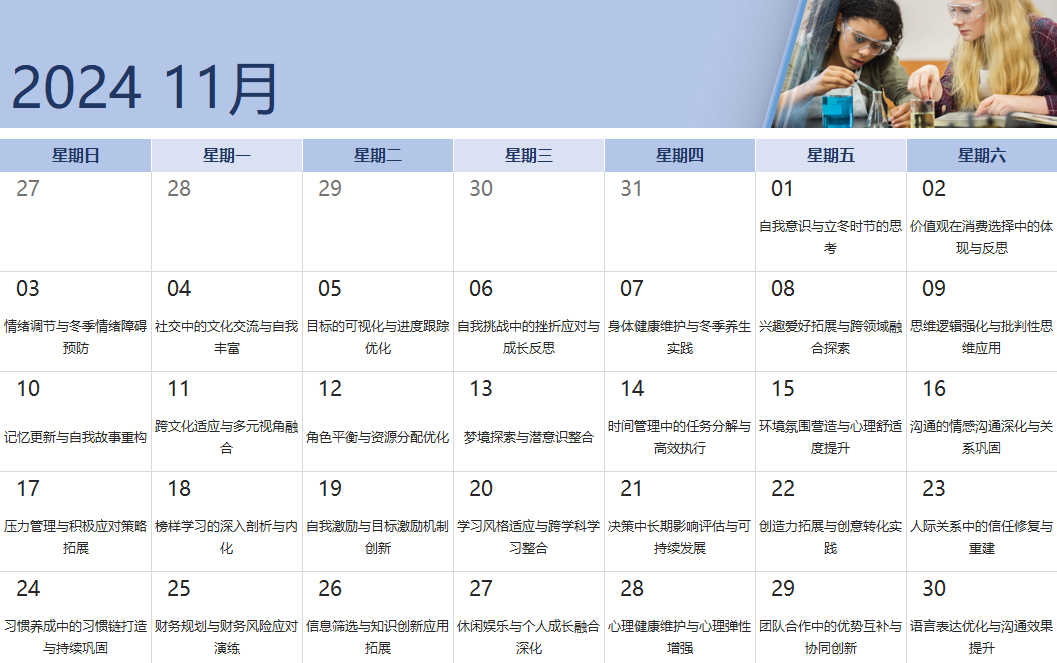 2024 11月
星期日 星期一 星期二 星期三 星期四 星期五 星期六
27 28 29 30 31 01 02
自我意识与立冬时节的思 价值观在消费选择中的体
考 现与反思
03 04 05 06 07 08 09
情绪调节与冬季情绪障碍 社交中的文化交流与自我 目标的可视化与进度跟踪 自我挑战中的挫折应对与 身体健康维护与冬季养生 兴趣爱好拓展与跨领域融 思维逻辑强化与批判性思
预防 丰富 优化 成长反思 实践 合探索 维应用
10 11 12 13 14 15 16
记忆更新与自我故事重构 跨文化适应与多元视角融 角色平衡与资源分配优化 梦境探索与潜意识整合 时间管理中的任务分解与 环境氛围营造与心理舒适 沟通的情感沟通深化与关
合 高效执行 度提升 系巩固
17 18 19 20 21 22 23
压力管理与积极应对策略 榜样学习的深入剖析与内 自我激励与目标激励机制 学习风格适应与跨学科学 决策中长期影响评估与可 创造力拓展与创意转化实 人际关系中的信任修复与
拓展 化 创新 习整合 持续发展 践 重建
24 25 26 27 28 29 30
习惯养成中的习惯链打造 财务规划与财务风险应对 信息筛选与知识创新应用 休闲娱乐与个人成长融合 心理健康维护与心理弹性 团队合作中的优势互补与 语言表达优化与沟通效果
与持续巩固 演练 拓展 深化 增强 协同创新 提升